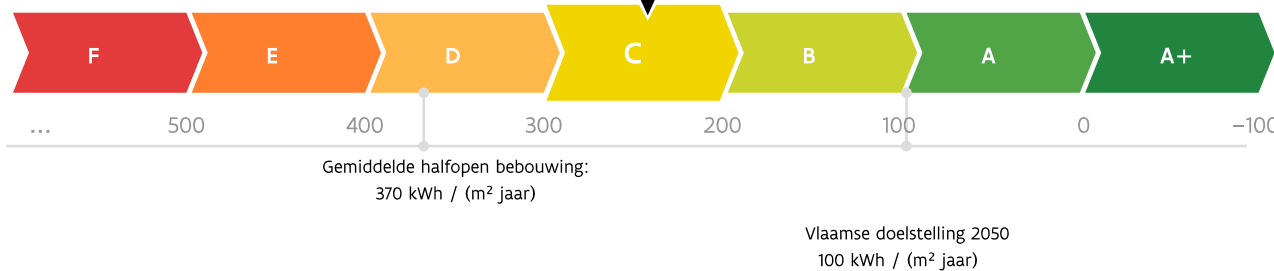 F E D C B A A+
... 500 400 300 200 100 0 −100
Gemiddelde halfopen bebouwing:
370 kWh / (m² jaar)
Vlaamse doelstelling 2050
100 kWh / (m² jaar)